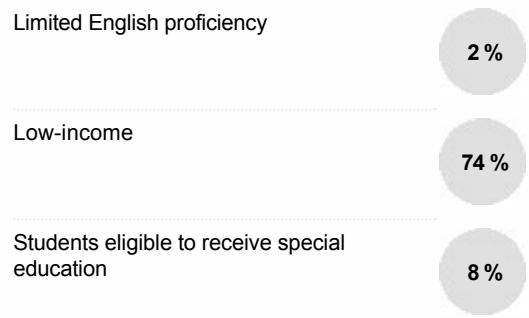 Limited English proficiency
2 %
Low-income
74 %
Students eligible to receive special
education
8 %